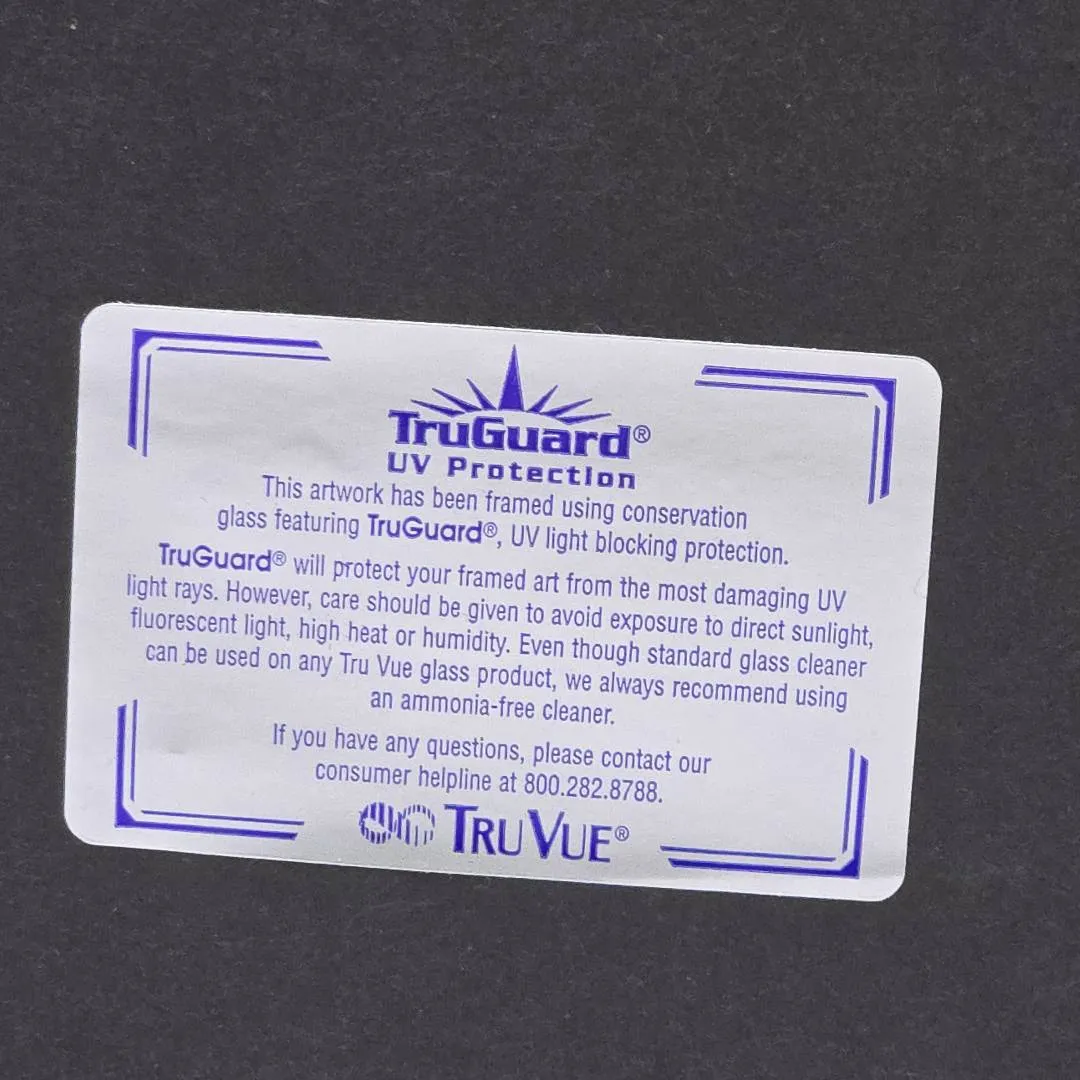 TruGuard®
UV Protection
This artwork has been framed using conservation
glass featuring TruGuard®, UV light blocking protection.
TruGuard® will protect your framed art from the most damaging UV
light rays. However, care should be given to avoid exposure to direct sunlight,
fluorescent light, high heat or humidity. Even though standard glass cleaner
can be used on any Tru Vue glass product, we always recommend using
an ammonia-free cleaner.
If you have any questions, please contact our
consumer helpline at 800.282.8788.
TRU VUE®